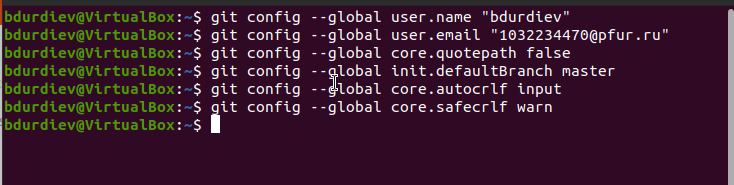 bdurdiev@VirtualBox:~$ git config --global user.name "bdurdiev"
bdurdiev@VirtualBox:~$ git config --global user.email "1032234470@pfur.ru"
bdurdiev@VirtualBox:~$ git config --global core.quotepath false
bdurdiev@VirtualBox:~$ git config --global init.defaultBranch master
bdurdiev@VirtualBox:~$ git config --global core.autocrlf input
bdurdiev@VirtualBox:~$ git config --global core.safecrlf warn
bdurdiev@VirtualBox:~$